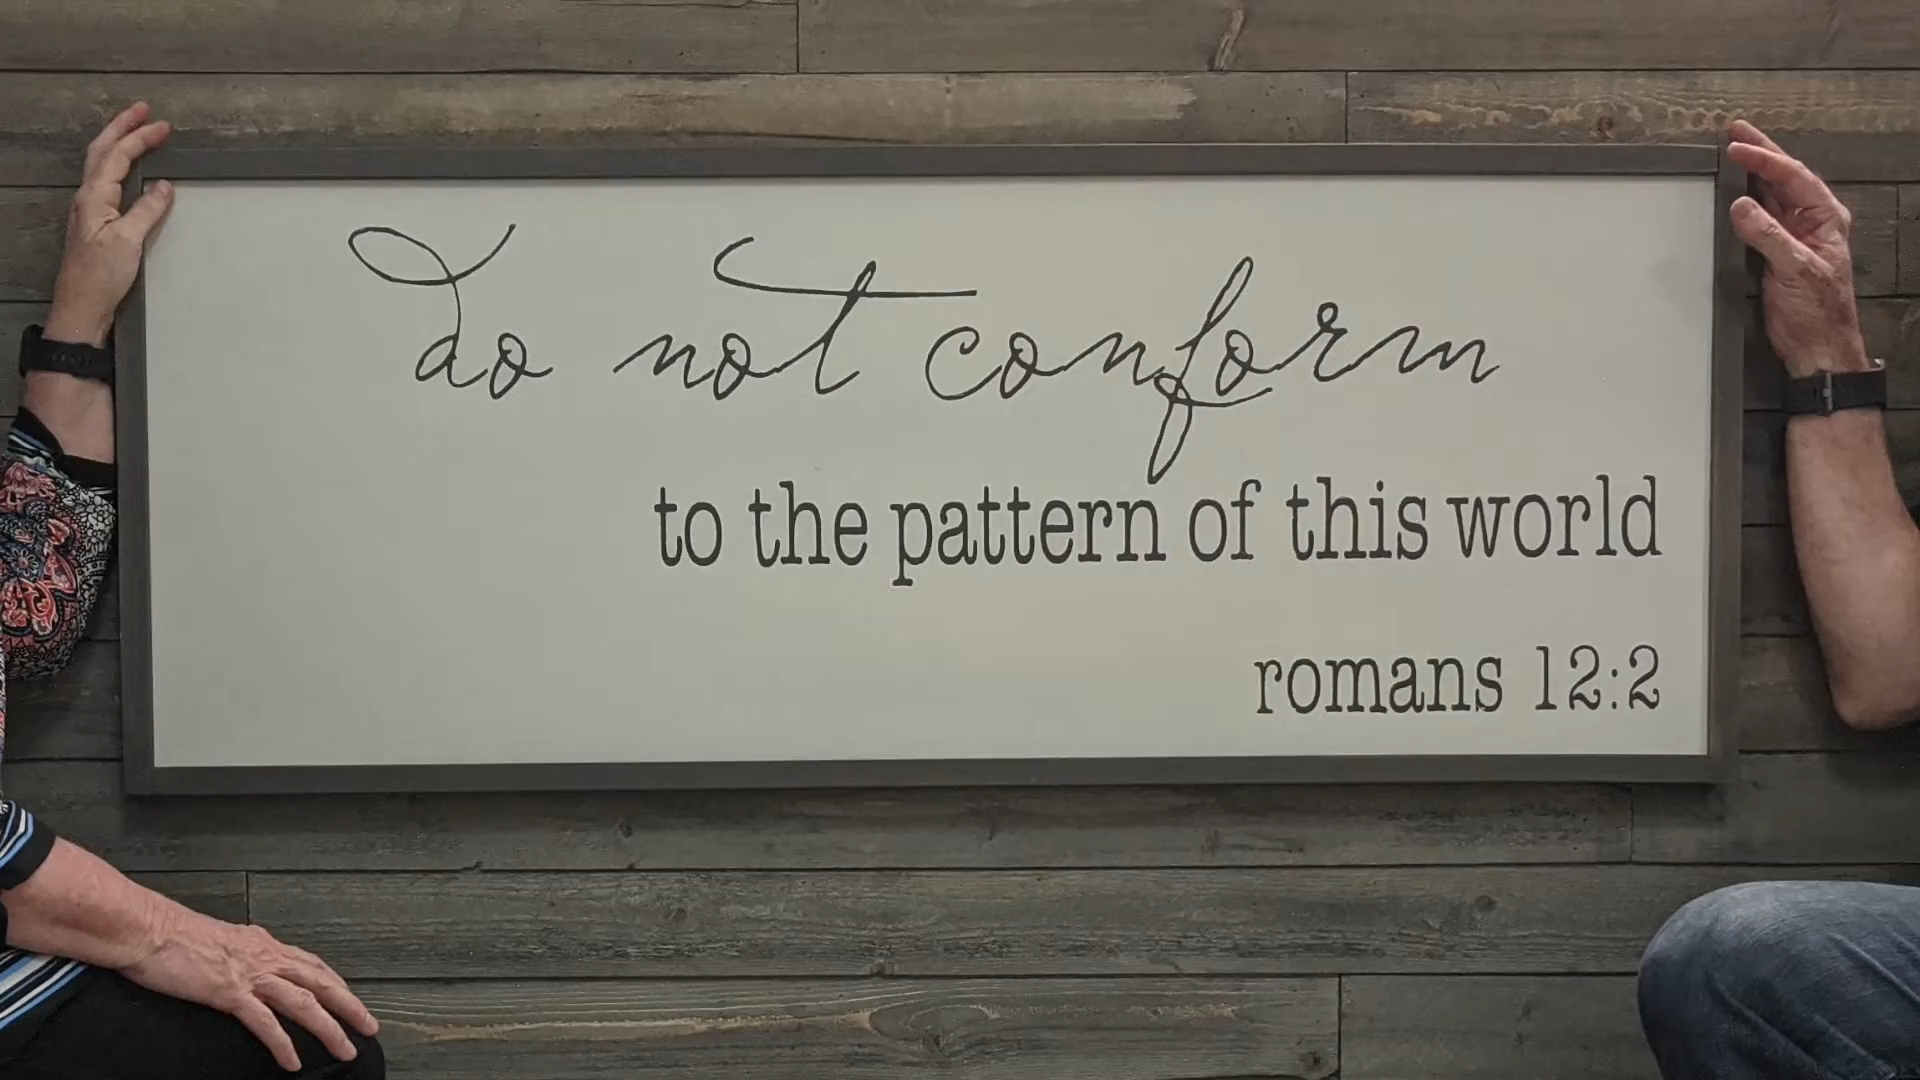 do not conform
to the pattern of this world
romans 12:2